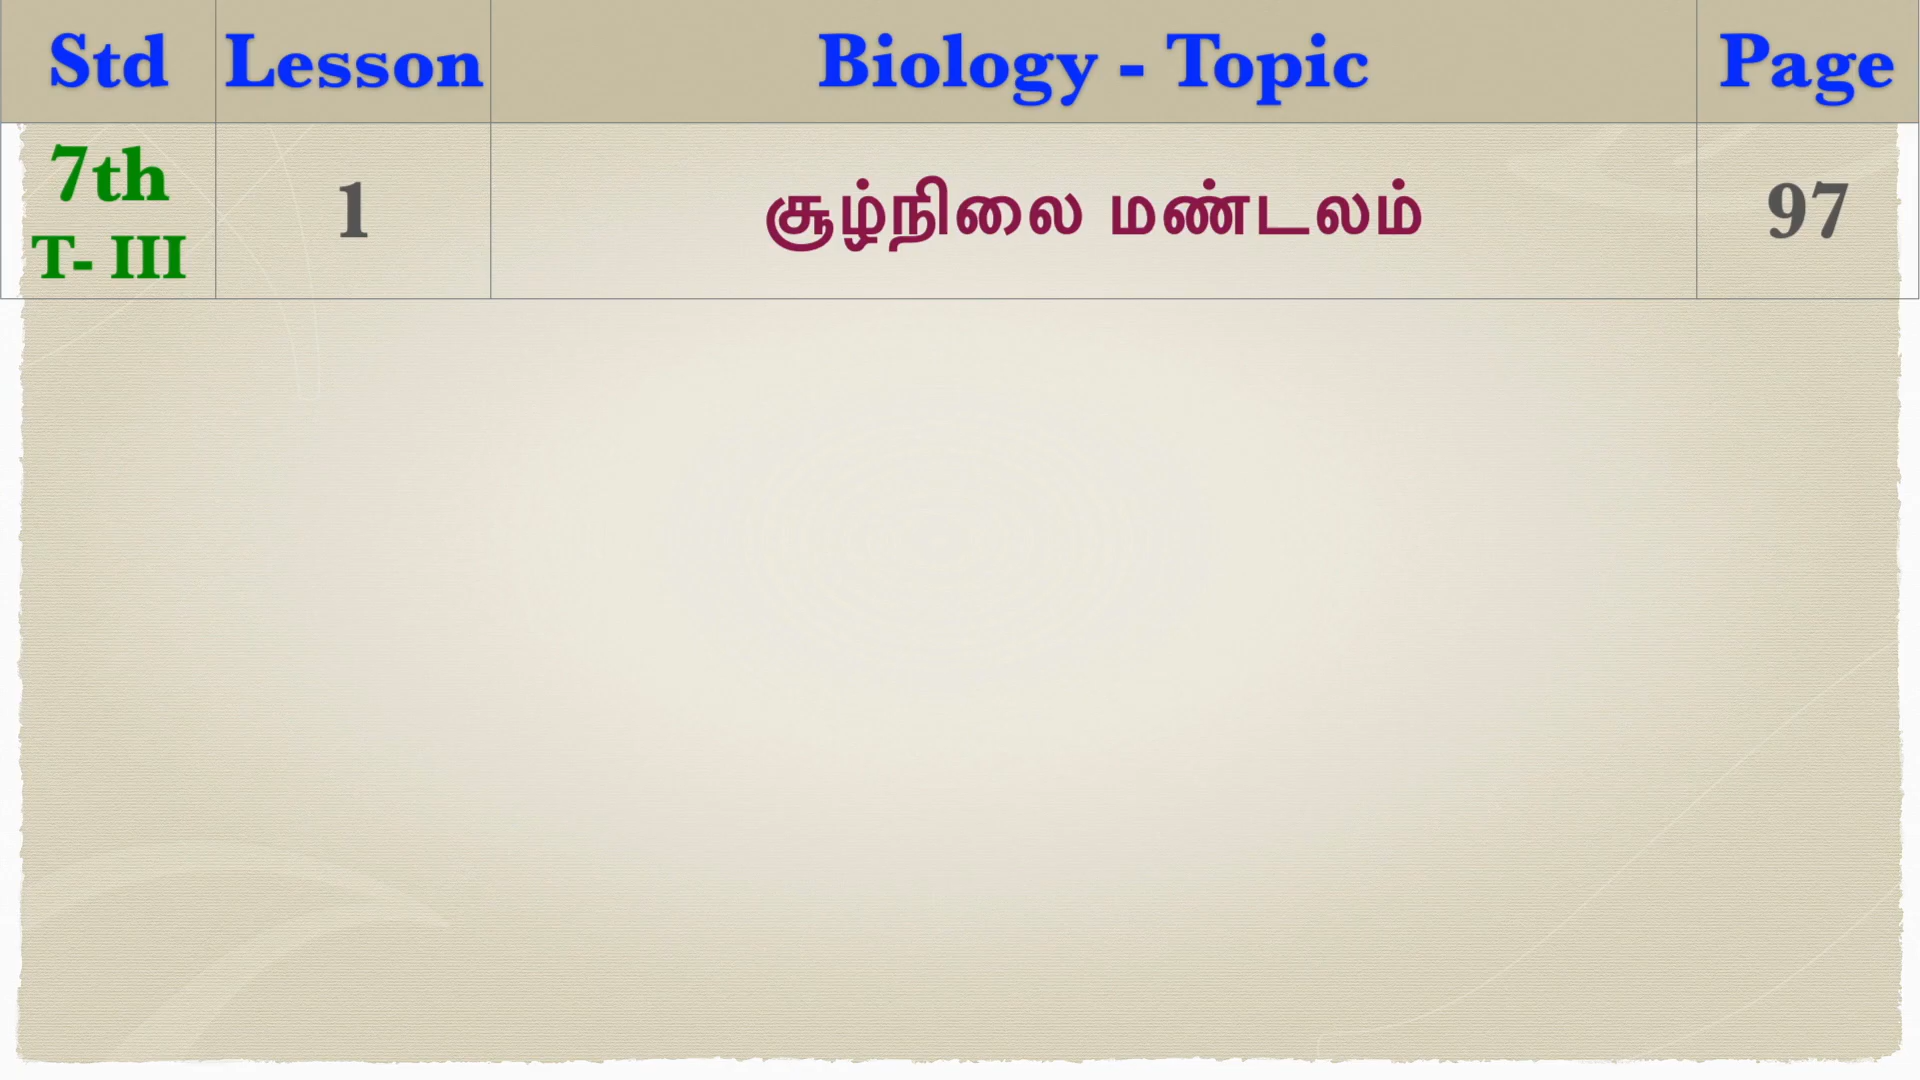 Std Lesson Biology - Topic Page
7th
T- III
1 சூழ்நிலை மண்டலம் 97